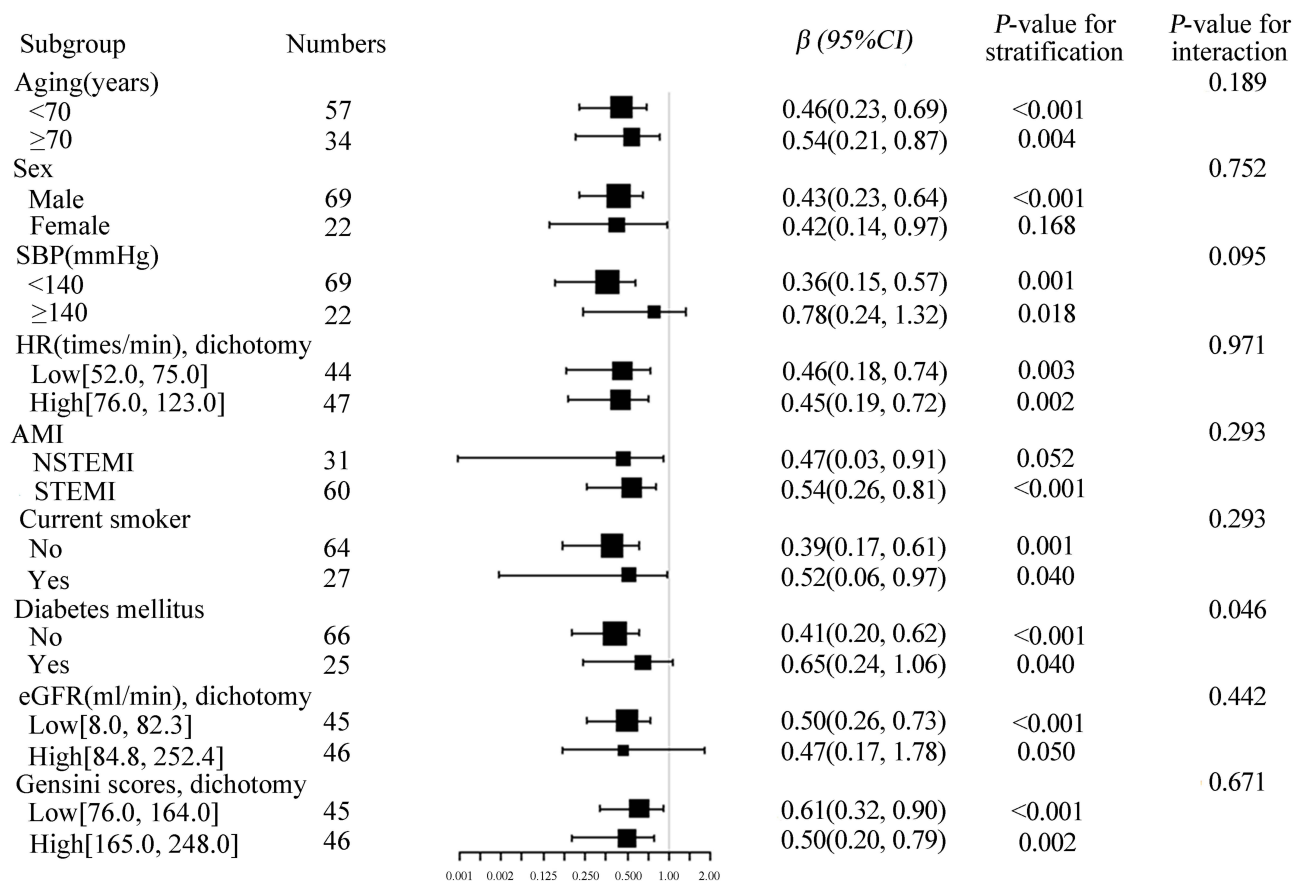 Subgroup Numbers β (95%CI) P-value for stratification P-value for interaction
Aging(years) 0.189
<70 57 0.46(0.23, 0.69) <0.001
≥70 34 0.54(0.21, 0.87) 0.004
Sex 0.752
Male 69 0.43(0.23, 0.64) <0.001
Female 22 0.42(0.14, 0.97) 0.168
SBP(mmHg) 0.095
<140 69 0.36(0.15, 0.57) 0.001
≥140 22 0.78(0.24, 1.32) 0.018
HR(times/min), dichotomy 0.971
Low[52.0, 75.0] 44 0.46(0.18, 0.74) 0.003
High[76.0, 123.0] 47 0.45(0.19, 0.72) 0.002
AMI 0.293
NSTEMI 31 0.47(0.03, 0.91) 0.052
STEMI 60 0.54(0.26, 0.81) <0.001
Current smoker 0.293
No 64 0.39(0.17, 0.61) 0.001
Yes 27 0.52(0.06, 0.97) 0.040
Diabetes mellitus 0.046
No 66 0.41(0.20, 0.62) <0.001
Yes 25 0.65(0.24, 1.06) 0.040
eGFR(ml/min), dichotomy 0.442
Low[8.0, 82.3] 45 0.50(0.26, 0.73) <0.001
High[84.8, 252.4] 46 0.47(0.17, 1.78) 0.050
Gensini scores, dichotomy 0.671
Low[76.0, 164.0] 45 0.61(0.32, 0.90) <0.001
High[165.0, 248.0] 46 0.50(0.20, 0.79) 0.002
0.001 0.002 0.125 0.250 0.500 1.00 2.00